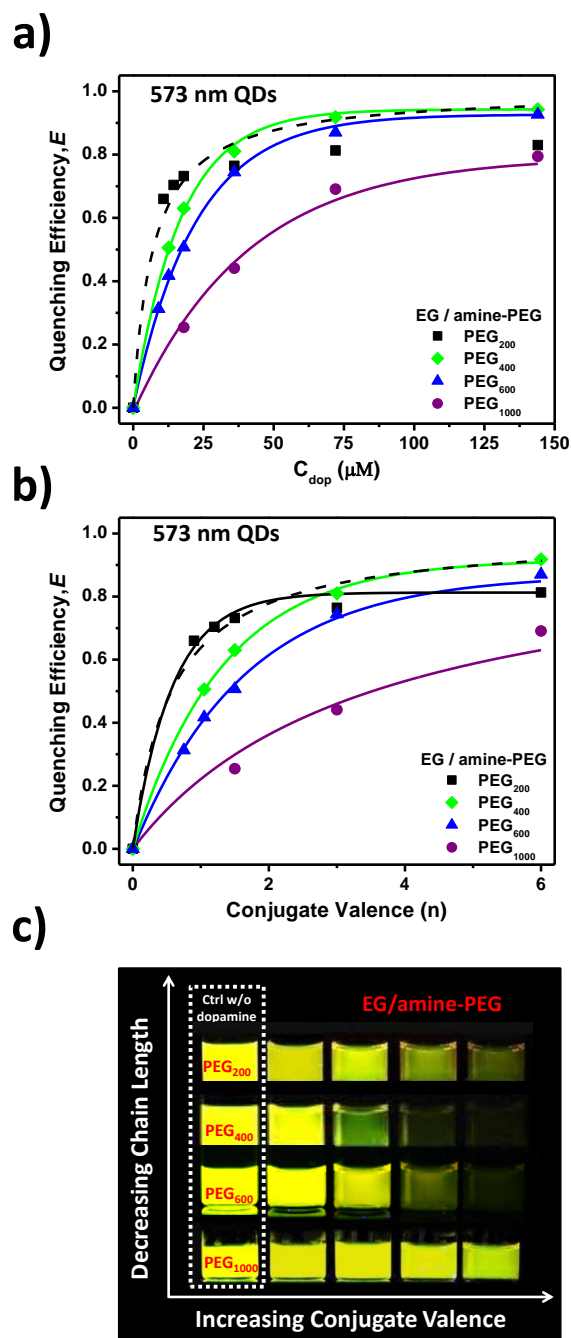 a)
573 nm QDs
Quenching Efficiency, E
1.0
0.8
0.6
0.4
0.2
0.0
EG / amine-PEG
PEG200
PEG400
PEG600
PEG1000
0 25 50 75 100 125 150
Cdop (μM)
b)
573 nm QDs
Quenching Efficiency, E
1.0
0.8
0.6
0.4
0.2
0.0
EG / amine-PEG
PEG200
PEG400
PEG600
PEG1000
0 2 4 6
Conjugate Valence (n)
c)
Decreasing Chain Length
Ctrl w/o
dopamine
EG/amine-PEG
PEG200
PEG400
PEG600
PEG1000
Increasing Conjugate Valence